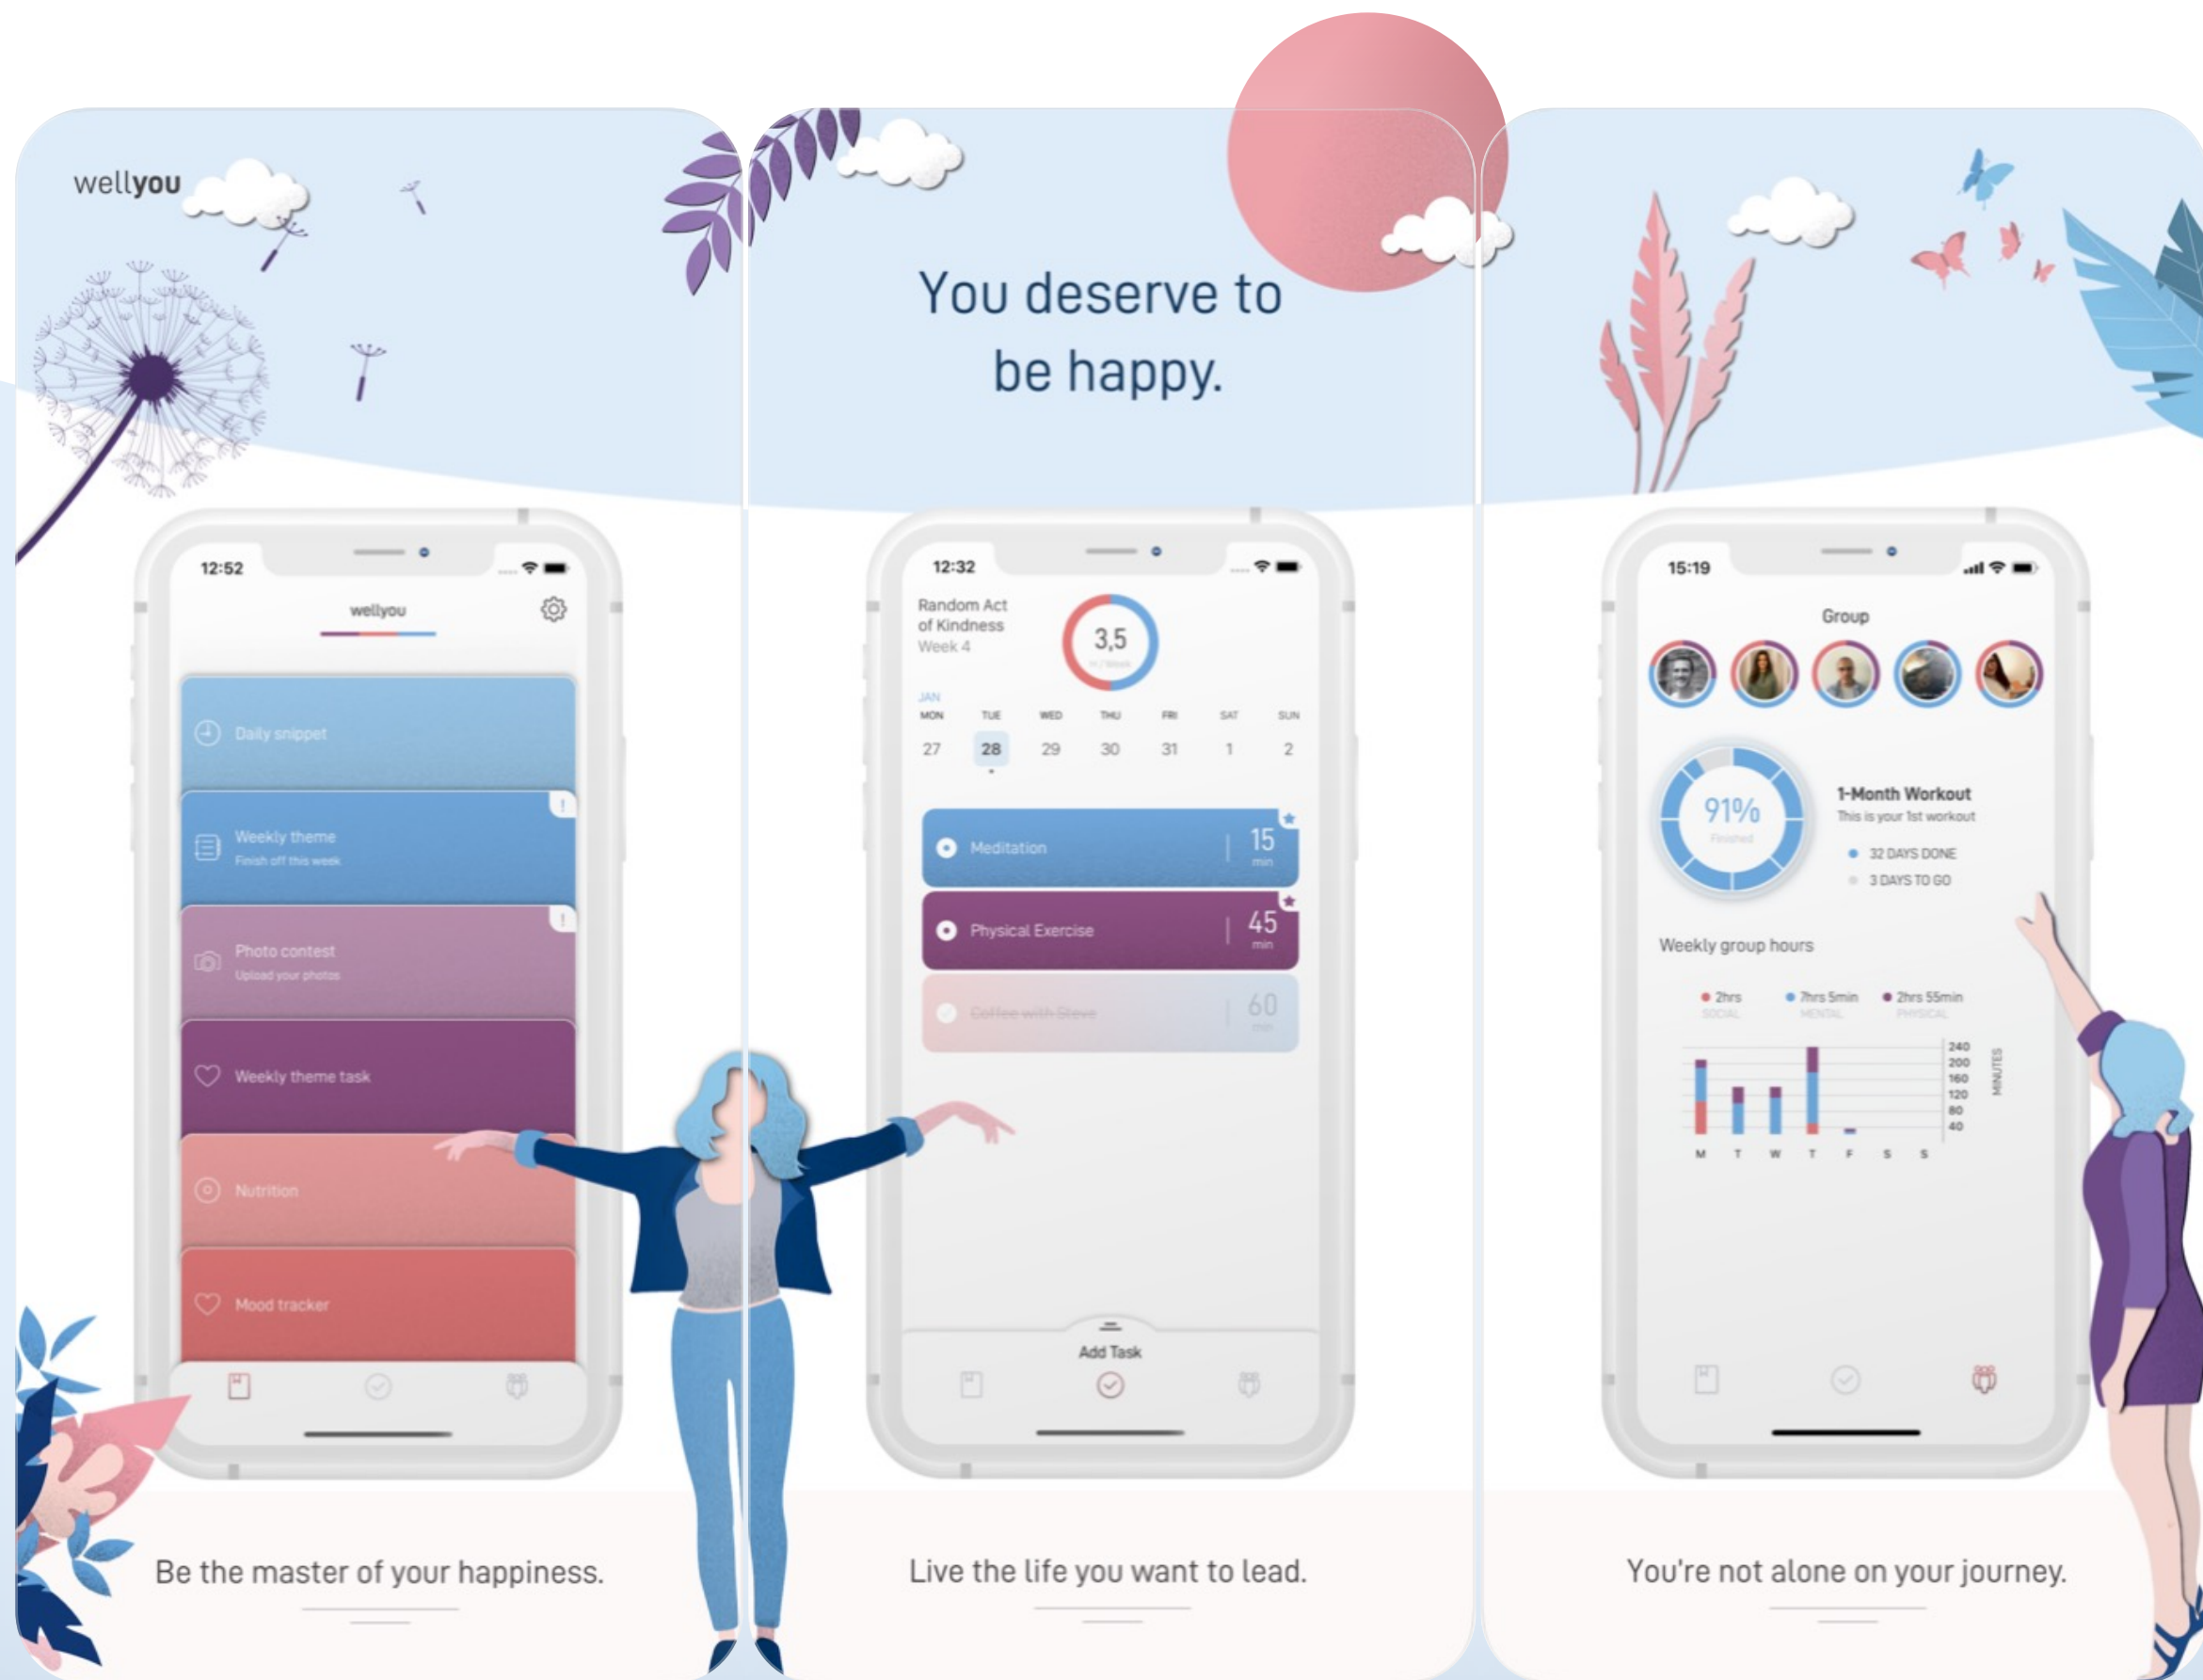 wellyou
You deserve to
be happy.
12:52
wellyou
Daily snippet
!
Weekly theme
Finish off this week
!
Photo contest
Upload your photos
Weekly theme task
Nutrition
Mood tracker
Be the master of your happiness.
12:32
Random Act
of Kindness
Week 4
3,5
H / Week
JAN
MON TUE WED THU FRI SAT SUN
27 28 29 30 31 1 2
Meditation 15
min
Physical Exercise 45
min
Coffee with Steve 60
min
Add Task
Live the life you want to lead.
15:19
Group
91%
Finished
1-Month Workout
This is your 1st workout
32 DAYS DONE
3 DAYS TO GO
Weekly group hours
2hrs 7hrs 5min 2hrs 55min
SOCIAL MENTAL PHYSICAL
240
200
160
120
80
40
MINUTES
M T W T F S S
You're not alone on your journey.